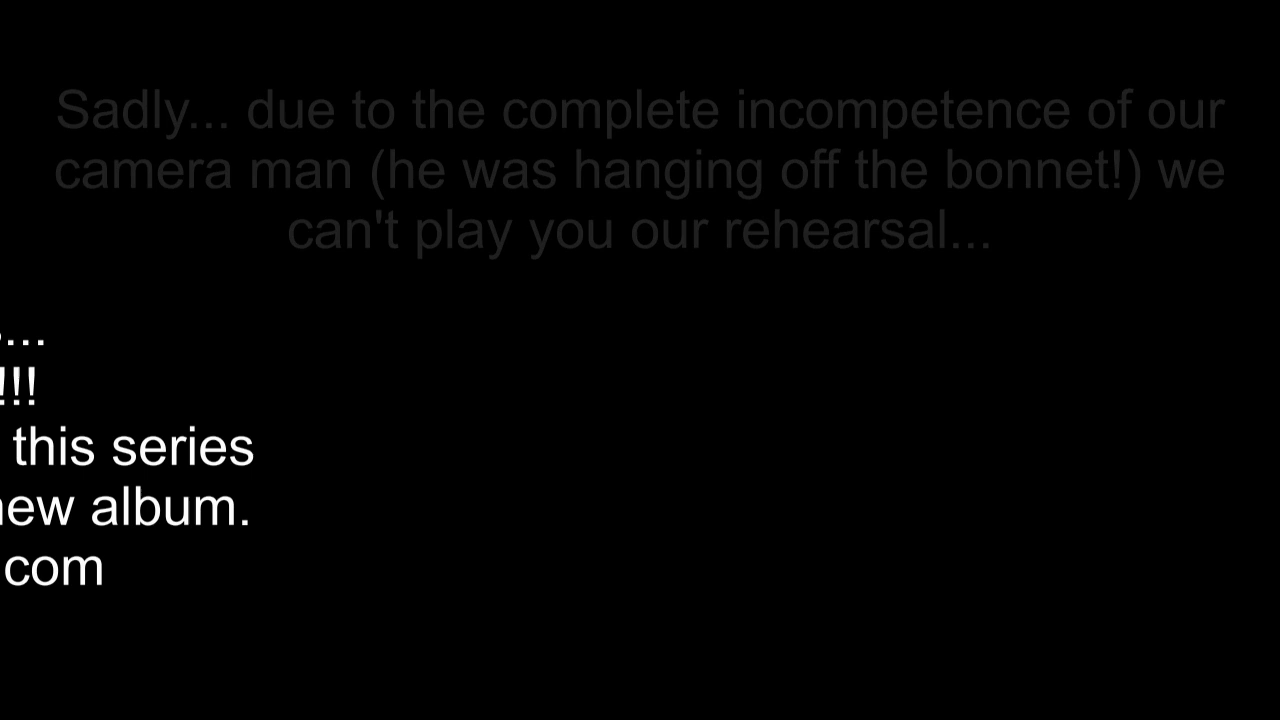 Sadly... due to the complete incompetence of our
camera man (he was hanging off the bonnet!) we
can't play you our rehearsal...
...
!!!
this series
new album.
com